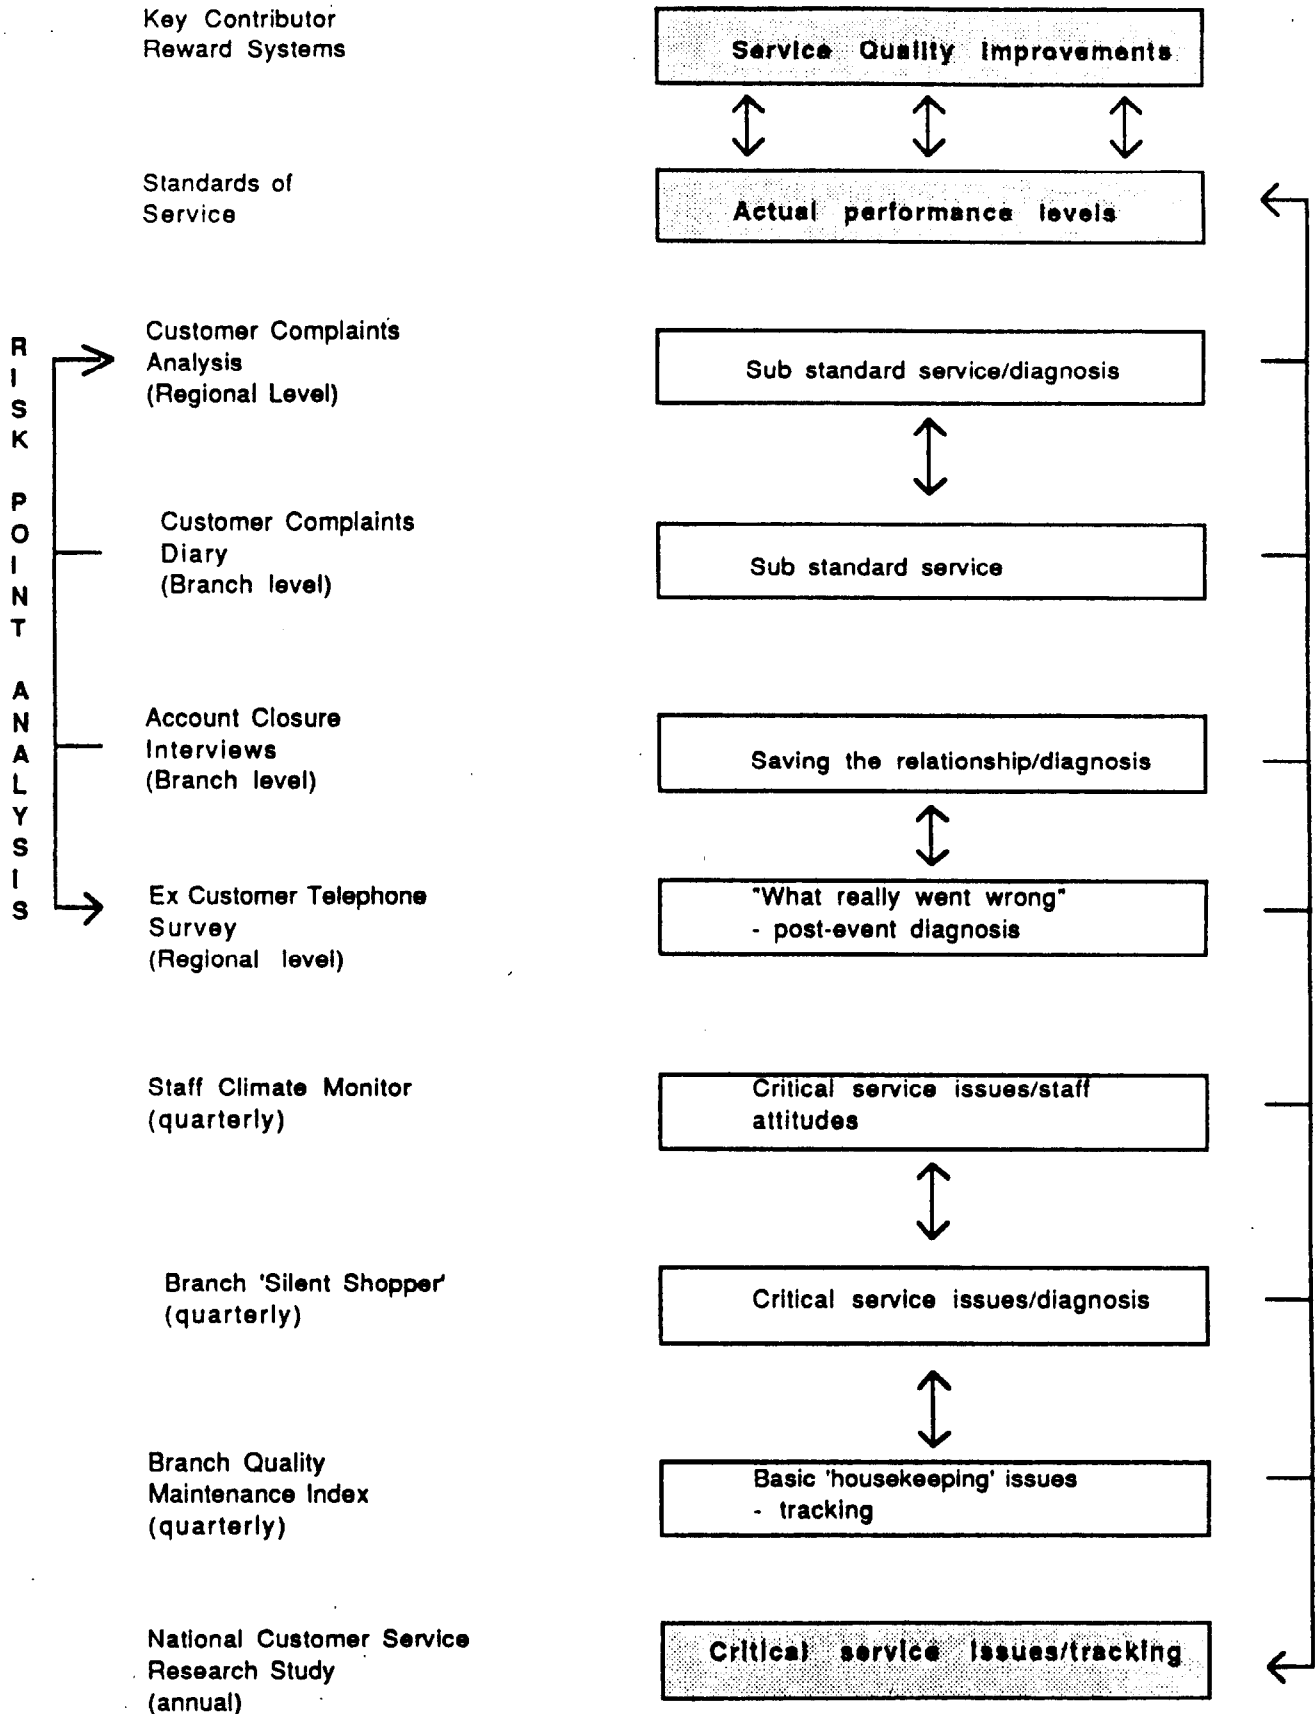 Key Contributor
Reward Systems
Service Quality Improvements
Standards of
Service
Actual performance levels
RISK POINT ANALYSIS
Customer Complaints
Analysis
(Regional Level)
Sub standard service/diagnosis
Customer Complaints
Diary
(Branch level)
Sub standard service
Account Closure
Interviews
(Branch level)
Saving the relationship/diagnosis
Ex Customer Telephone
Survey
(Regional level)
"What really went wrong"
- post-event diagnosis
Staff Climate Monitor
(quarterly)
Critical service issues/staff
attitudes
Branch 'Silent Shopper'
(quarterly)
Critical service issues/diagnosis
Branch Quality
Maintenance Index
(quarterly)
Basic 'housekeeping' issues
- tracking
National Customer Service
Research Study
(annual)
Critical service issues/tracking